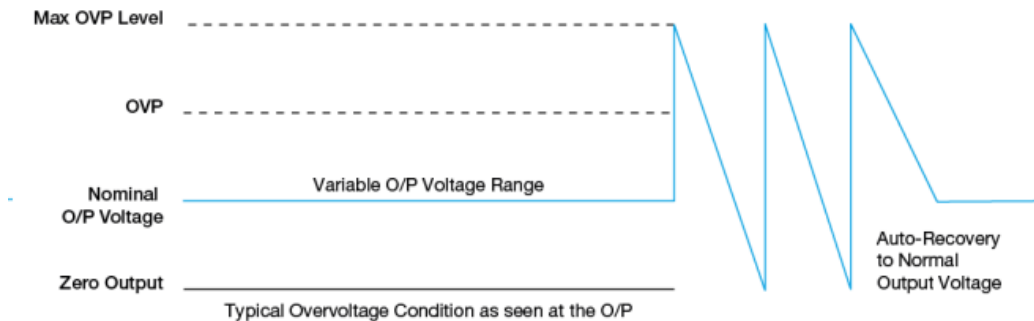 Max OVP Level
OVP
Variable O/P Voltage Range
Nominal
O/P Voltage
Auto-Recovery
to Normal
Output Voltage
Zero Output
Typical Overvoltage Condition as seen at the O/P